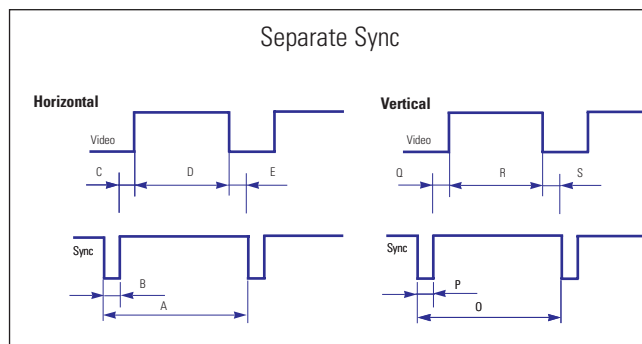 Separate Sync
Horizontal
Vertical
Video
Video
C
D
E
Q
R
S
Sync
Sync
B
P
A
O